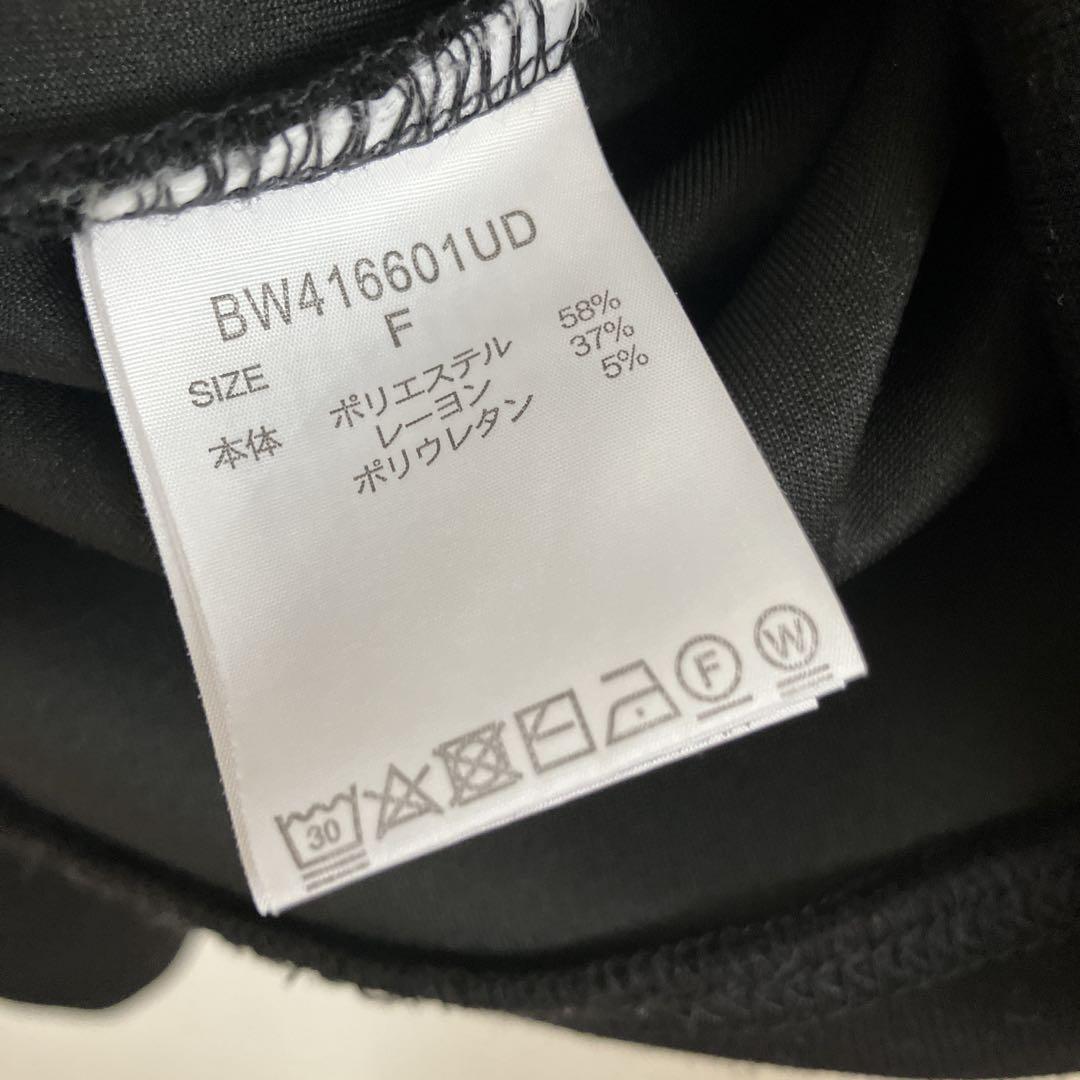 BW416601UD
SIZE F
本体 ポリエステル 58%
レーヨン 37%
ポリウレタン 5%
30 F W